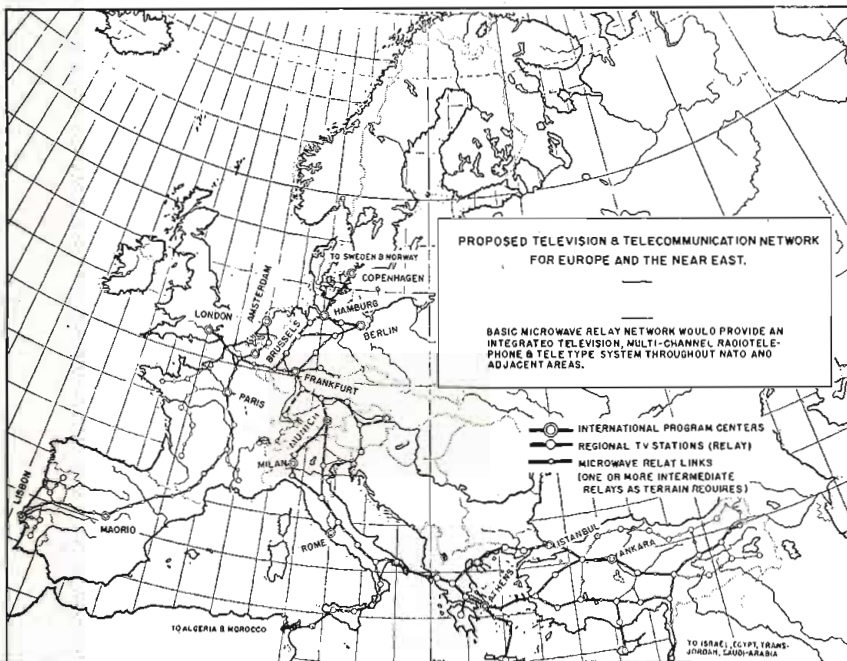 PROPOSED TELEVISION & TELECOMMUNICATION NETWORK
FOR EUROPE AND THE NEAR EAST.
BASIC MICROWAVE RELAY NETWORK WOULD PROVIDE AN
INTEGRATED TELEVISION, MULTI-CHANNEL RADIOTELE-
PHONE & TELETYPE SYSTEM THROUGHOUT NATO AND
ADJACENT AREAS.
TO SWEDEN & NORWAY
COPENHAGEN
AMSTERDAM
LONDON
HAMBURG
BRUSSELS
BERLIN
FRANKFURT
PARIS
MUNICH
MILAN
INTERNATIONAL PROGRAM CENTERS
REGIONAL TV STATIONS (RELAY)
MICROWAVE RELAT LINKS
(ONE OR MORE INTERMEDIATE
RELAYS AS TERRAIN REQUIRES)
TO LISBON
MADRID
ROME
ISTANBUL
ANKARA
ATHENS
TO ALGERIA & MOROCCO
TO ISRAEL, EGYPT, TRANS-
JORDAN, SAUDI-ARABIA